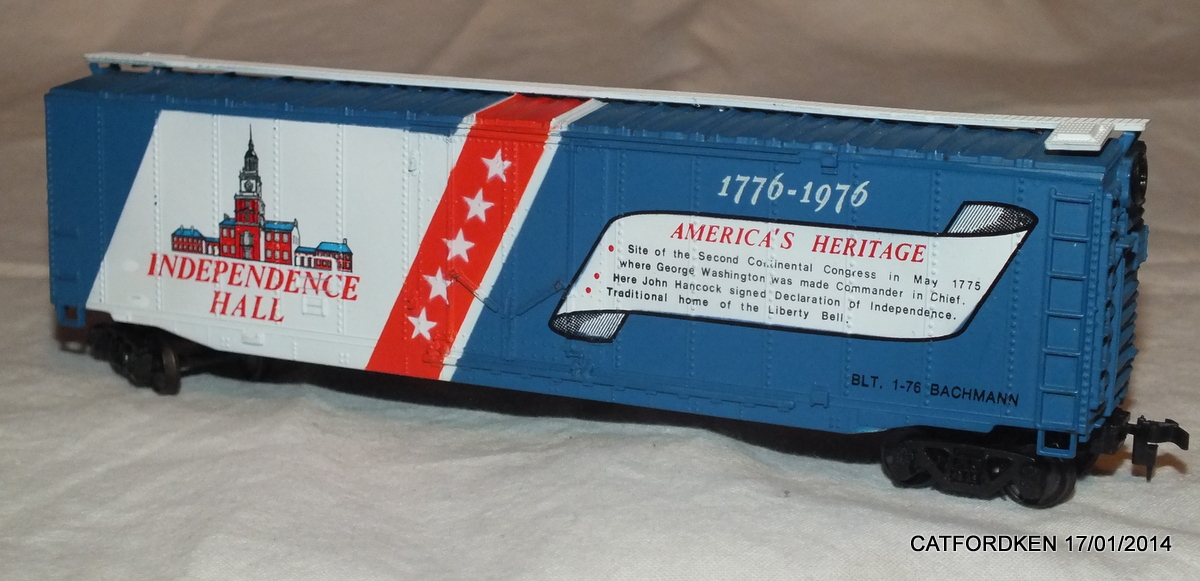 INDEPENDENCE
HALL
1776-1976
AMERICA'S HERITAGE
• Site of the Second Continental Congress in May 1775
where George Washington was made Commander in Chief.
• Here John Hancock signed Declaration of Independence.
• Traditional home of the Liberty Bell.
BLT. 1-76 BACHMANN
CATFORDKEN 17/01/2014